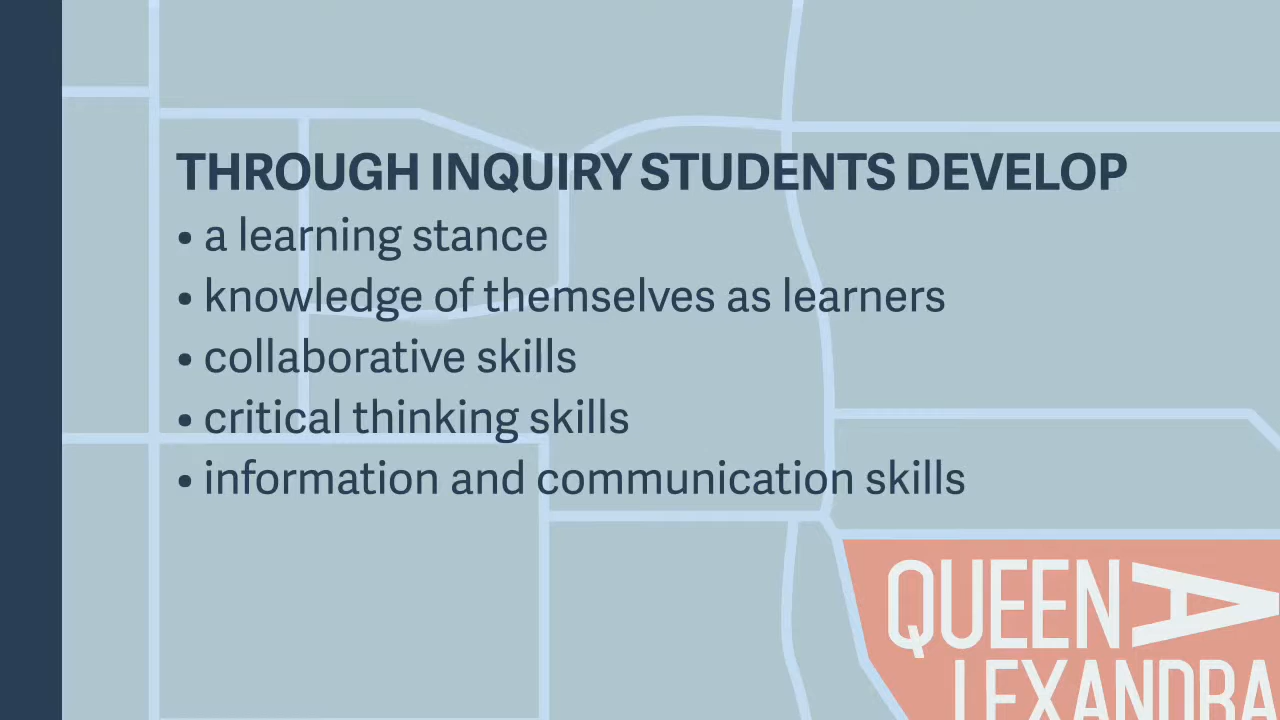 THROUGH INQUIRY STUDENTS DEVELOP
• a learning stance
• knowledge of themselves as learners
• collaborative skills
• critical thinking skills
• information and communication skills
QUEEN A
LEXANDRA